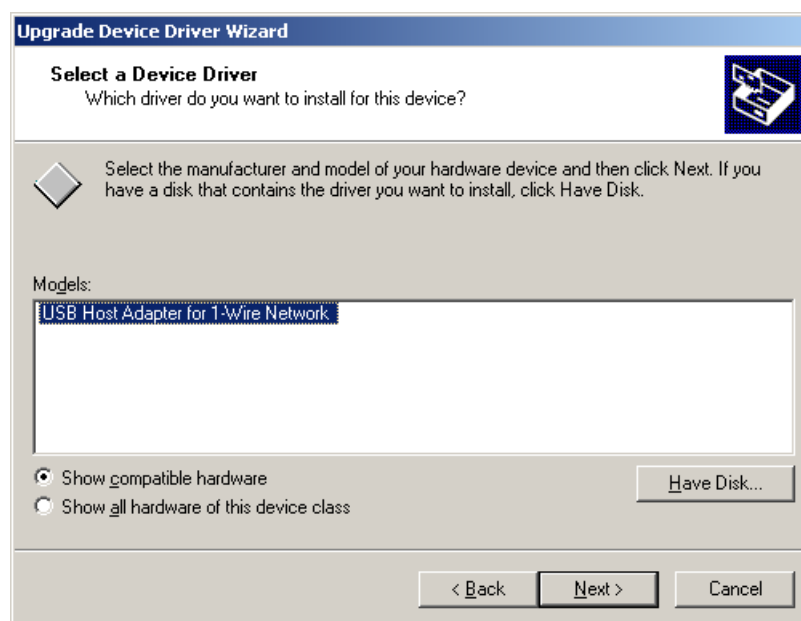 Upgrade Device Driver Wizard
Select a Device Driver
Which driver do you want to install for this device?
Select the manufacturer and model of your hardware device and then click Next. If you
have a disk that contains the driver you want to install, click Have Disk.
Models:
USB Host Adapter for 1-Wire Network
Show compatible hardware
Show all hardware of this device class
Have Disk...
< Back
Next >
Cancel